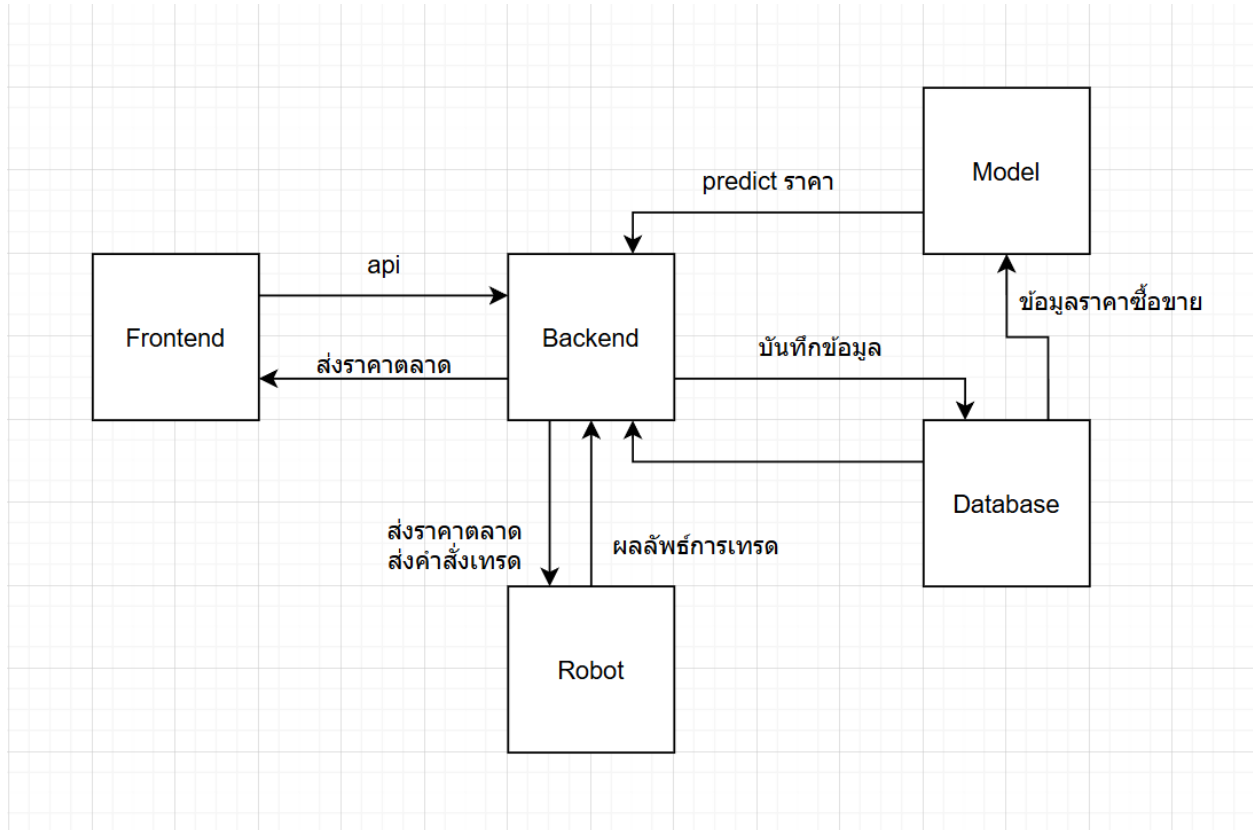 Model
predict ราคา
api
ข้อมูลราคาซื้อขาย
Frontend
Backend
บันทึกข้อมูล
ส่งราคาตลาด
Database
ส่งราคาตลาด
ส่งคำสั่งเทรด
ผลลัพธ์การเทรด
Robot